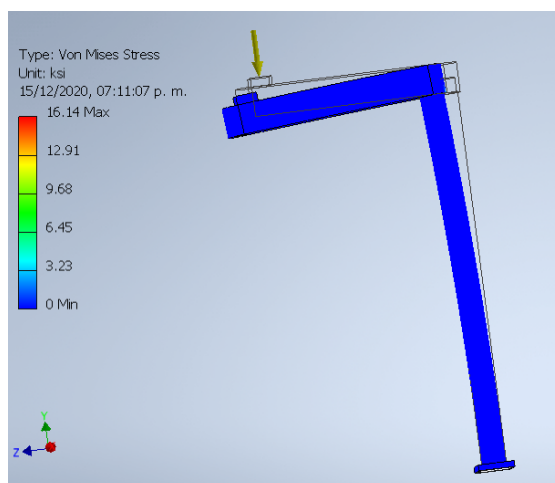 Type: Von Mises Stress
Unit: ksi
15/12/2020, 07:11:07 p. m.
16.14 Max
12.91
9.68
6.45
3.23
0 Min
Y
Z